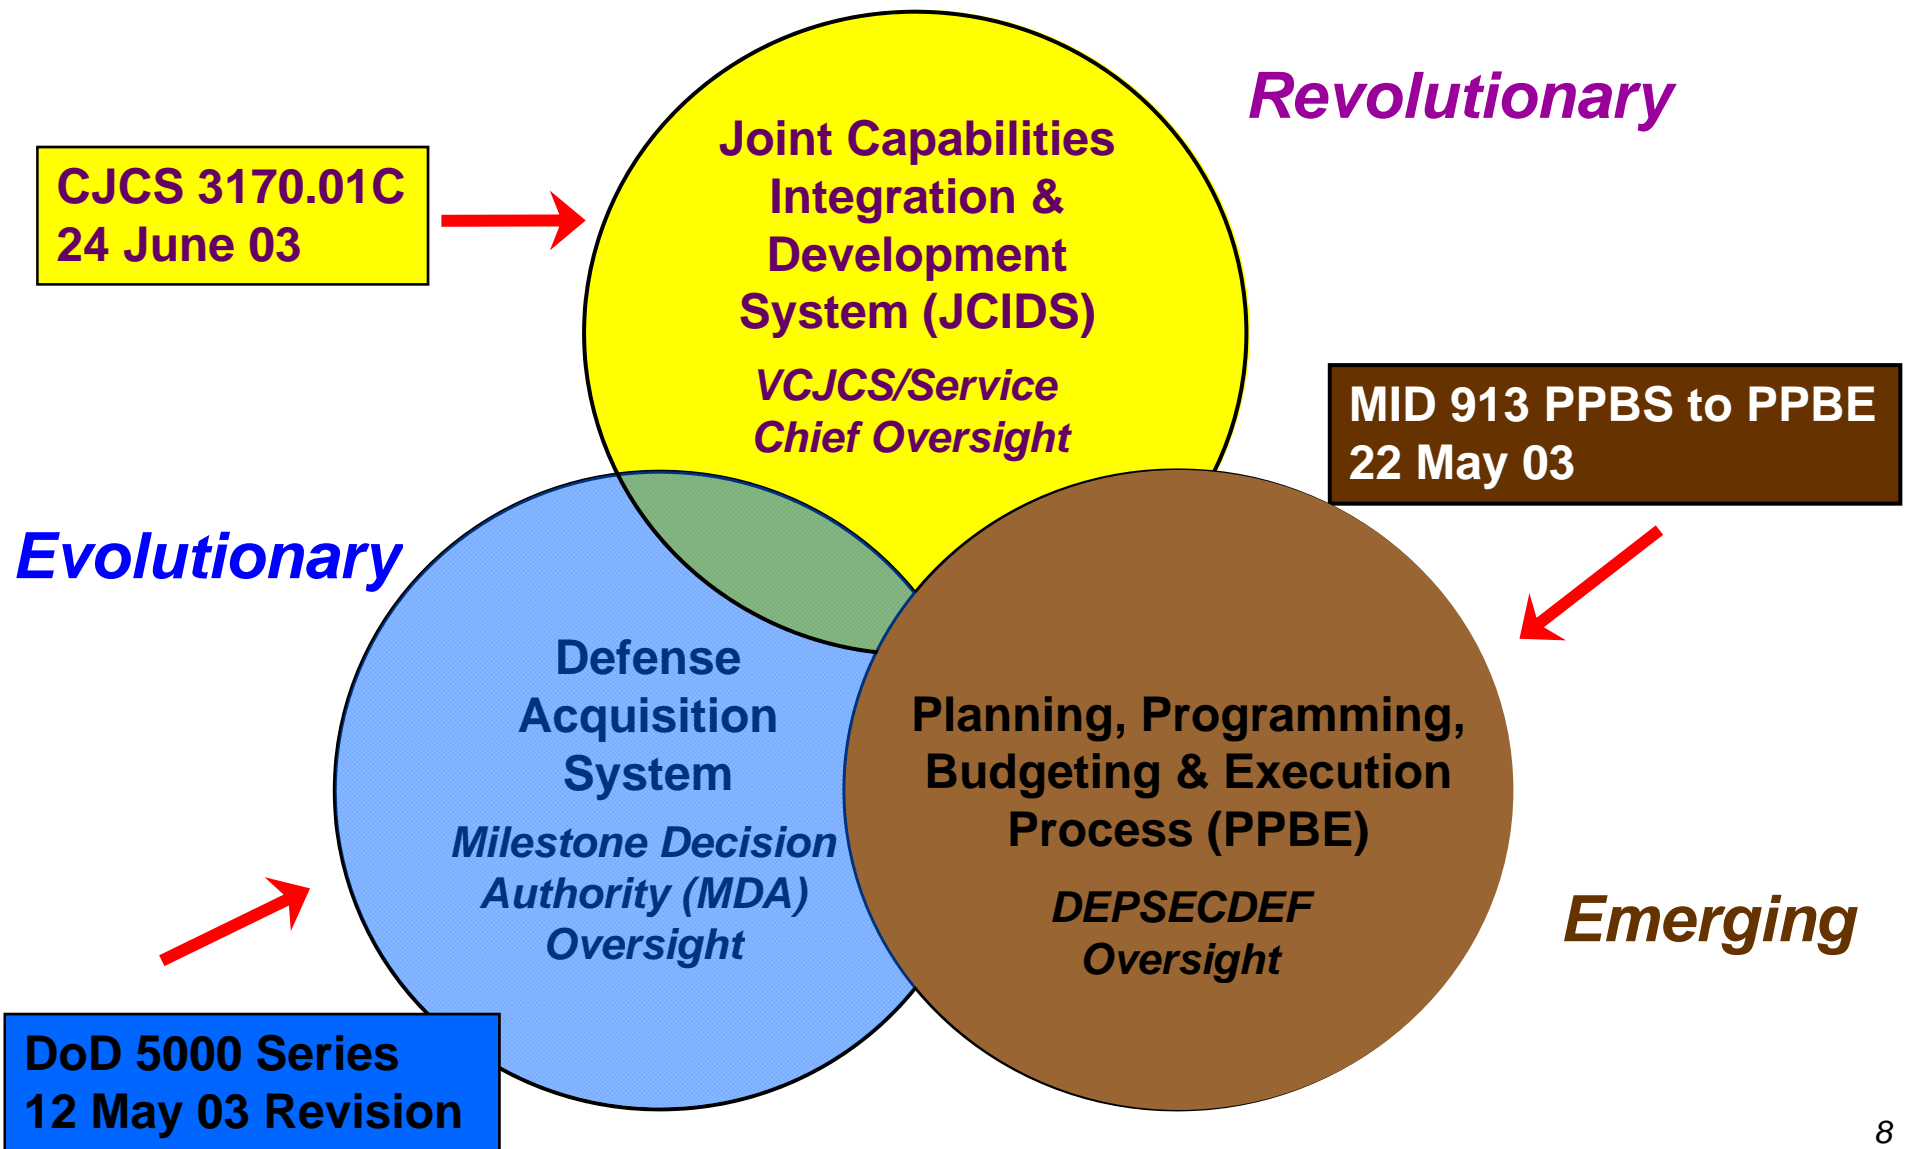 Revolutionary
Joint Capabilities
Integration &
Development
System (JCIDS)
VCJCS/Service
Chief Oversight
CJCS 3170.01C
24 June 03
MID 913 PPBS to PPBE
22 May 03
Evolutionary
Defense
Acquisition
System
Milestone Decision
Authority (MDA)
Oversight
Planning, Programming,
Budgeting & Execution
Process (PPBE)
DEPSECDEF
Oversight
Emerging
DoD 5000 Series
12 May 03 Revision
8